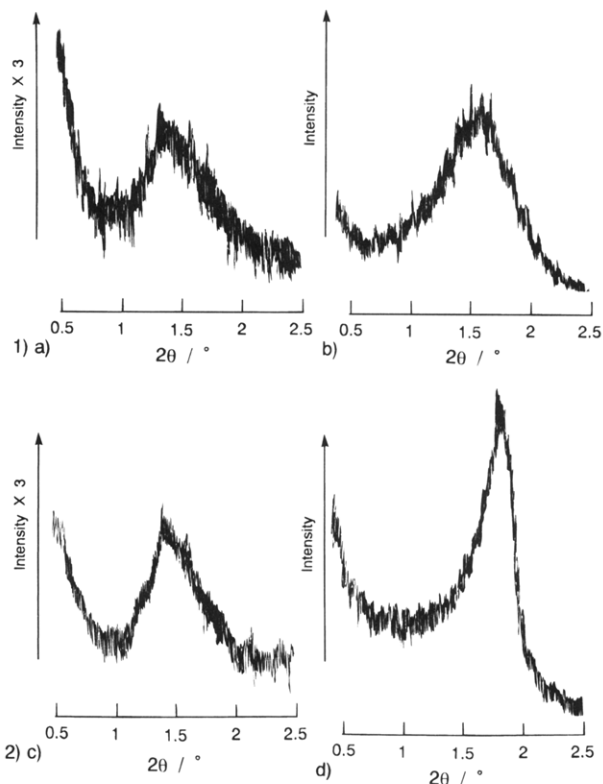 Intensity X 3
0.5 1 1.5 2 2.5
2θ / °
1) a)
Intensity
0.5 1 1.5 2 2.5
2θ / °
b)
Intensity X 3
0.5 1 1.5 2 2.5
2θ / °
2) c)
Intensity
0.5 1 1.5 2 2.5
2θ / °
d)